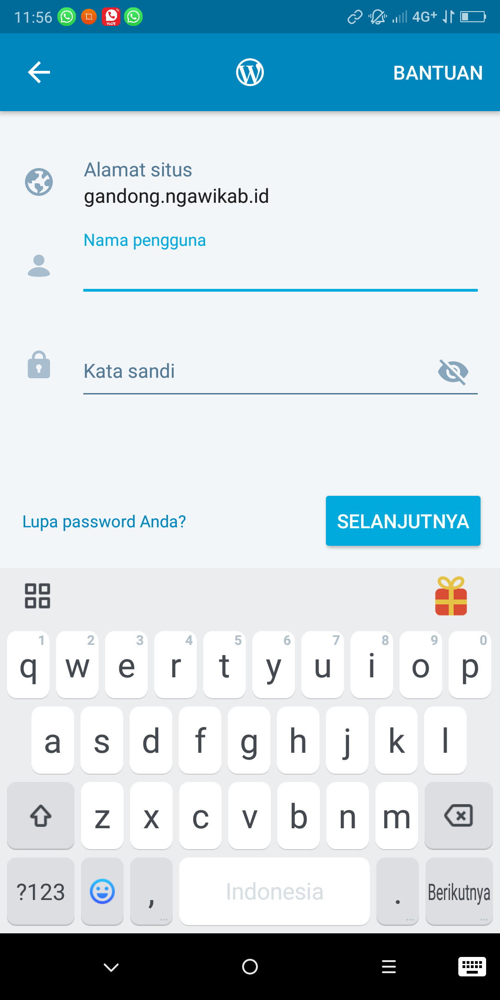 11:56 VoLTE 4G+
BANTUAN
Alamat situs
gandong.ngawikab.id
Nama pengguna
Kata sandi
Lupa password Anda?
SELANJUTNYA
1 2 3 4 5 6 7 8 9 0
q w e r t y u i o p
a s d f g h j k l
z x c v b n m
?123 , Indonesia . Berikutnya